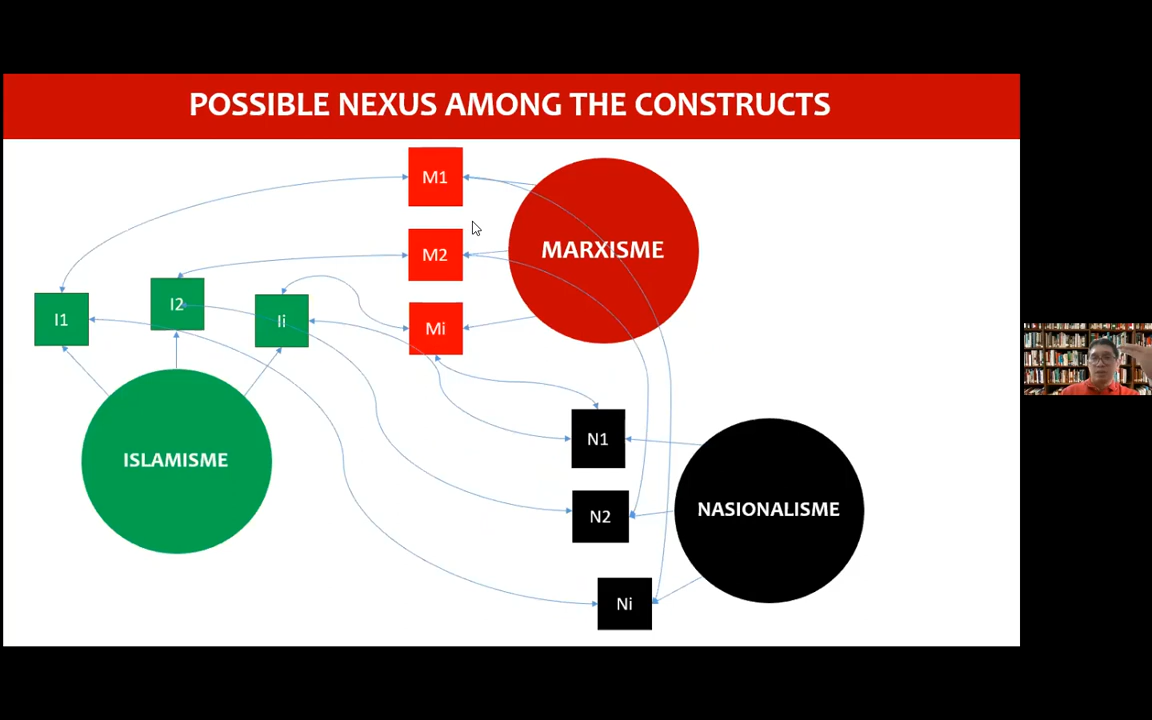 POSSIBLE NEXUS AMONG THE CONSTRUCTS
M1
M2
Mi
MARXISME
I1
I2
Ii
ISLAMISME
N1
N2
Ni
NASIONALISME